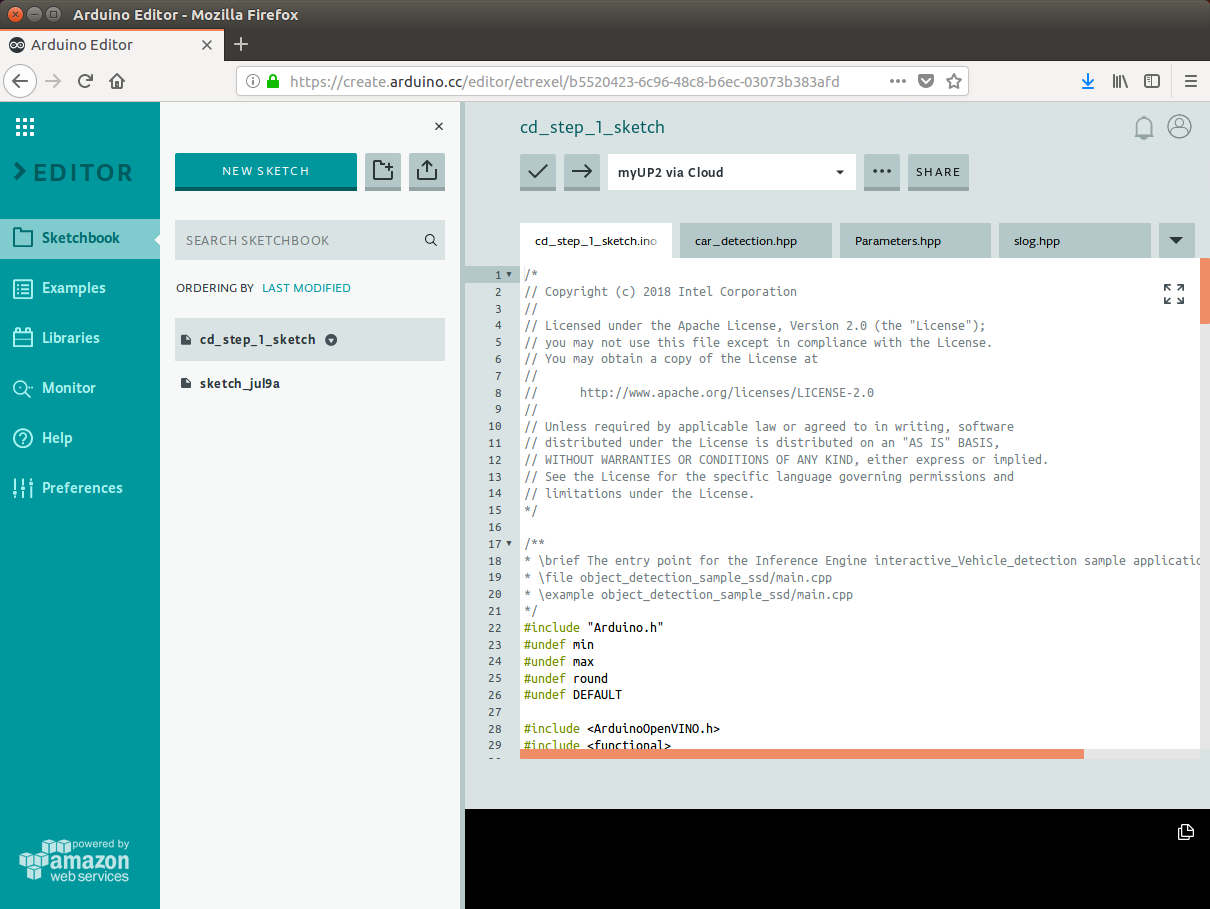 Arduino Editor - Mozilla Firefox
Arduino Editor
https://create.arduino.cc/editor/etrexel/b5520423-6c96-48c8-b6ec-03073b383afd
EDITOR
Sketchbook
Examples
Libraries
Monitor
Help
Preferences
powered by
amazon
web services
NEW SKETCH
SEARCH SKETCHBOOK
ORDERING BY LAST MODIFIED
cd_step_1_sketch
sketch_jul9a
cd_step_1_sketch
myUP2 via Cloud
SHARE
cd_step_1_sketch.ino car_detection.hpp Parameters.hpp slog.hpp
1 /*
2 // Copyright (c) 2018 Intel Corporation
3 //
4 // Licensed under the Apache License, Version 2.0 (the "License");
5 // you may not use this file except in compliance with the License.
6 // You may obtain a copy of the License at
7 //
8 // http://www.apache.org/licenses/LICENSE-2.0
9 //
10 // Unless required by applicable law or agreed to in writing, software
11 // distributed under the License is distributed on an "AS IS" BASIS,
12 // WITHOUT WARRANTIES OR CONDITIONS OF ANY KIND, either express or implied.
13 // See the License for the specific language governing permissions and
14 // limitations under the License.
15 */
16
17 /**
18 * \brief The entry point for the Inference Engine interactive_Vehicle_detection sample applicatio
19 * \file object_detection_sample_ssd/main.cpp
20 * \example object_detection_sample_ssd/main.cpp
21 */
22 #include "Arduino.h"
23 #undef min
24 #undef max
25 #undef round
26 #undef DEFAULT
27
28 #include <ArduinoOpenVINO.h>
29 #include <functional>